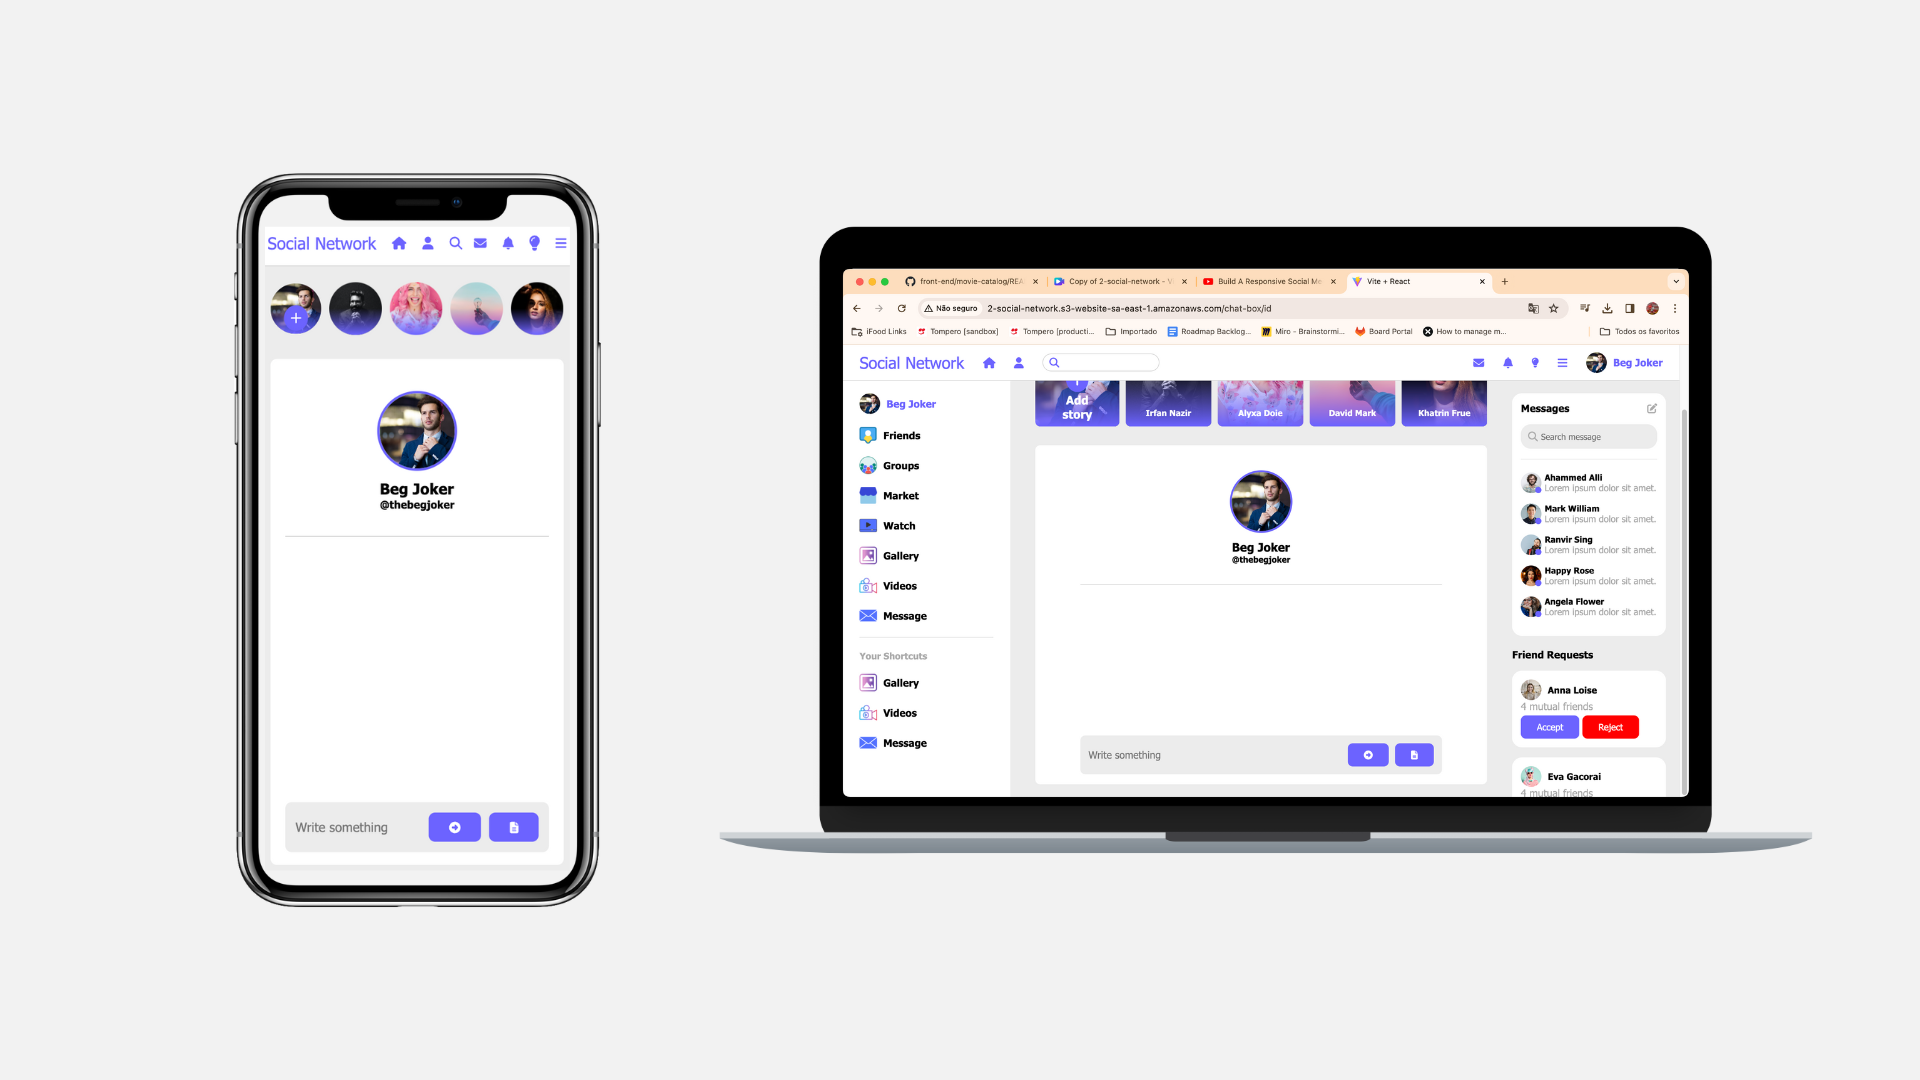 Social Network
Beg Joker
@thebegjoker
Write something
front-end/movie-catalog/REA
Copy of 2-social-network - V
Build A Responsive Social Me
Vite + React
Não seguro
2-social-network.s3-website-sa-east-1.amazonaws.com/chat-box/id
iFood Links
Tompero [sandbox]
Tompero [producti...
Importado
Roadmap Backlog...
Miro - Brainstormi...
Board Portal
How to manage m...
Todos os favoritos
Social Network
Beg Joker
Beg Joker
Friends
Groups
Market
Watch
Gallery
Videos
Message
Your Shortcuts
Gallery
Videos
Message
Add
story
Irfan Nazir
Alyxa Doie
David Mark
Khatrin Frue
Beg Joker
@thebegjoker
Write something
Messages
Search message
Ahammed Alli
Lorem ipsum dolor sit amet.
Mark William
Lorem ipsum dolor sit amet.
Ranvir Sing
Lorem ipsum dolor sit amet.
Happy Rose
Lorem ipsum dolor sit amet.
Angela Flower
Lorem ipsum dolor sit amet.
Friend Requests
Anna Loise
4 mutual friends
Accept Reject
Eva Gacorai
4 mutual friends